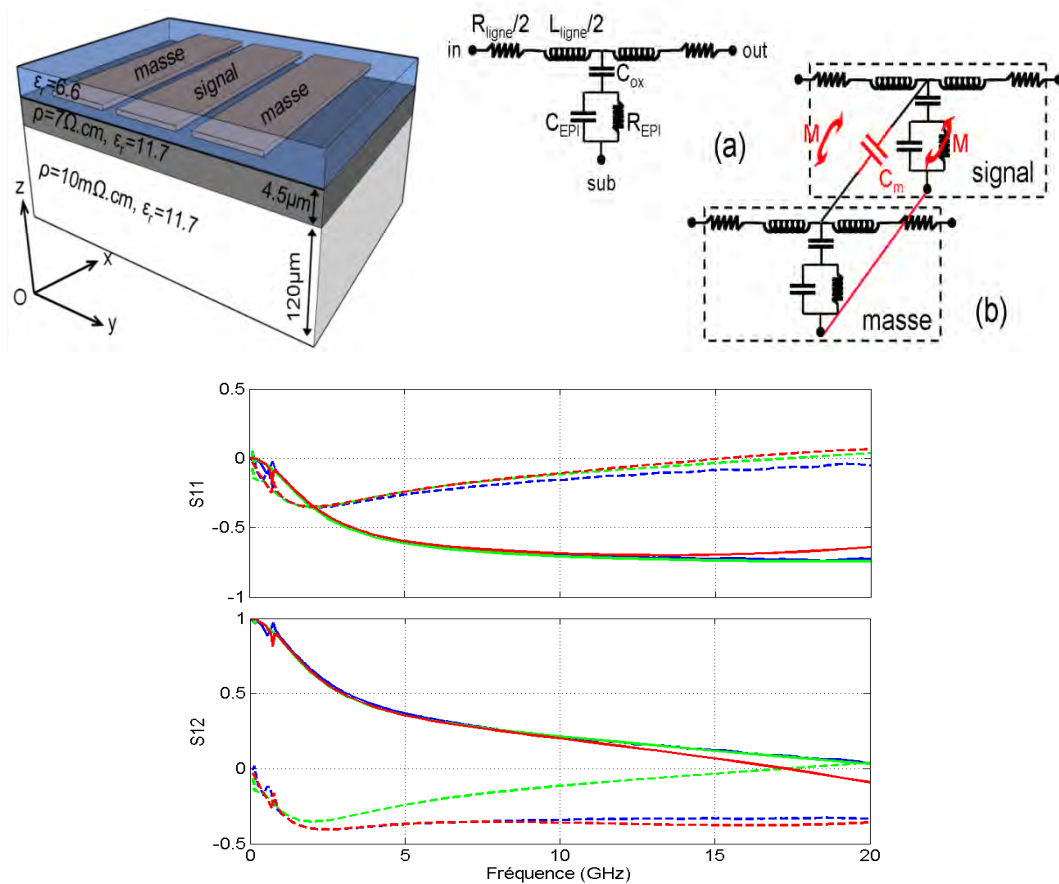 masse
signal
masse
εr=6.6
ρ=7Ω.cm, εr=11.7
ρ=10mΩ.cm, εr=11.7
4.5µm
120µm
z
x
O
y
Rligne/2
Lligne/2
in
out
Cox
CEPI
REPI
sub
(a)
M
M
Cm
signal
masse
(b)
0.5
0
-0.5
-1
S11
1
0.5
0
-0.5
S12
0
5
10
15
20
Fréquence (GHz)